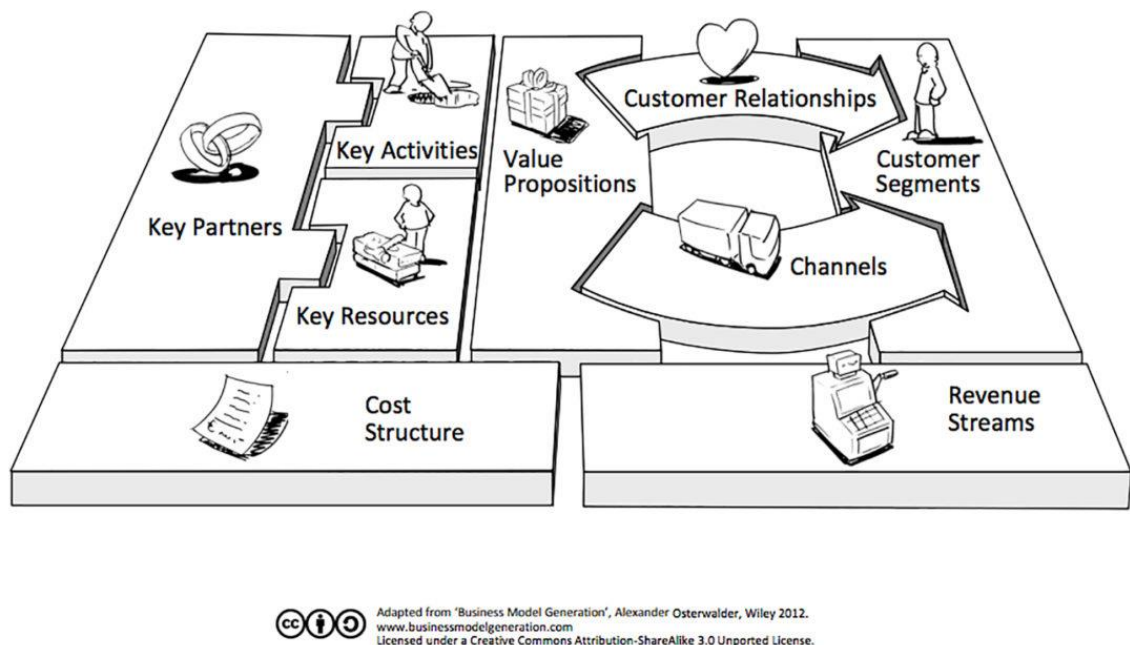 Customer Relationships
Key Activities
Value
Propositions
Customer
Segments
Key Partners
Channels
Key Resources
Cost
Structure
Revenue
Streams
cc
Adapted from 'Business Model Generation', Alexander Osterwalder, Wiley 2012.
www.businessmodelgeneration.com
Licensed under a Creative Commons Attribution-ShareAlike 3.0 Unported License.